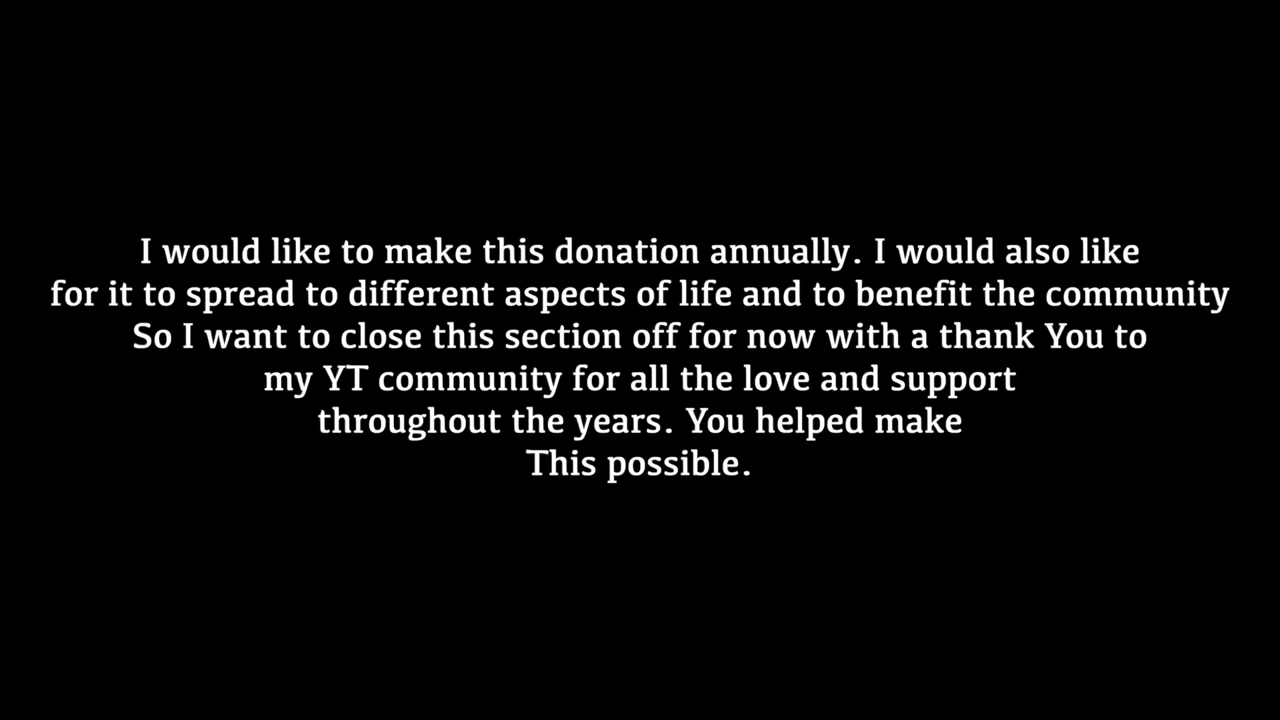 I would like to make this donation annually. I would also like
for it to spread to different aspects of life and to benefit the community
So I want to close this section off for now with a thank You to
my YT community for all the love and support
throughout the years. You helped make
This possible.